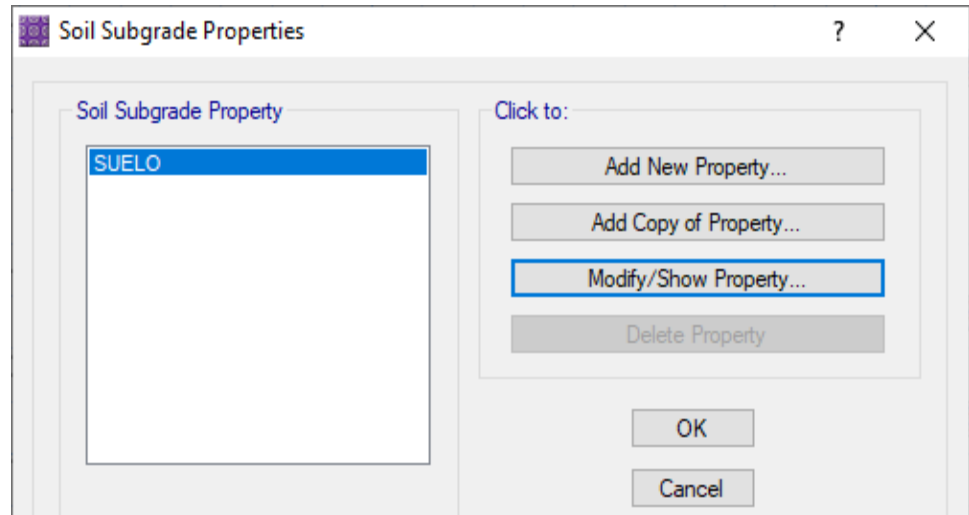 Soil Subgrade Properties
?
Soil Subgrade Property
SUELO
Click to:
Add New Property...
Add Copy of Property...
Modify/Show Property...
Delete Property
OK
Cancel